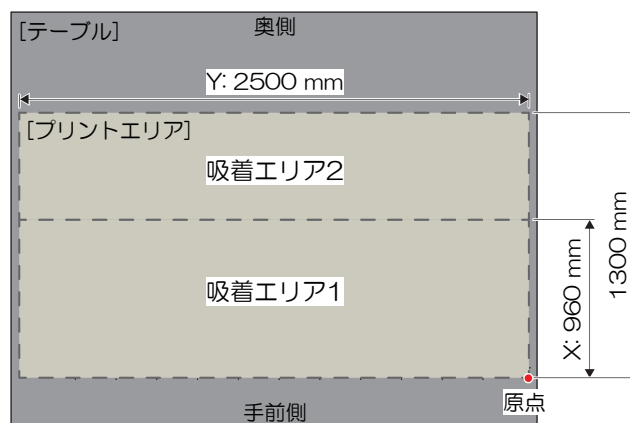 [テーブル]
奥側
Y: 2500 mm
[プリントエリア]
吸着エリア2
吸着エリア1
X: 960 mm
1300 mm
原点
手前側